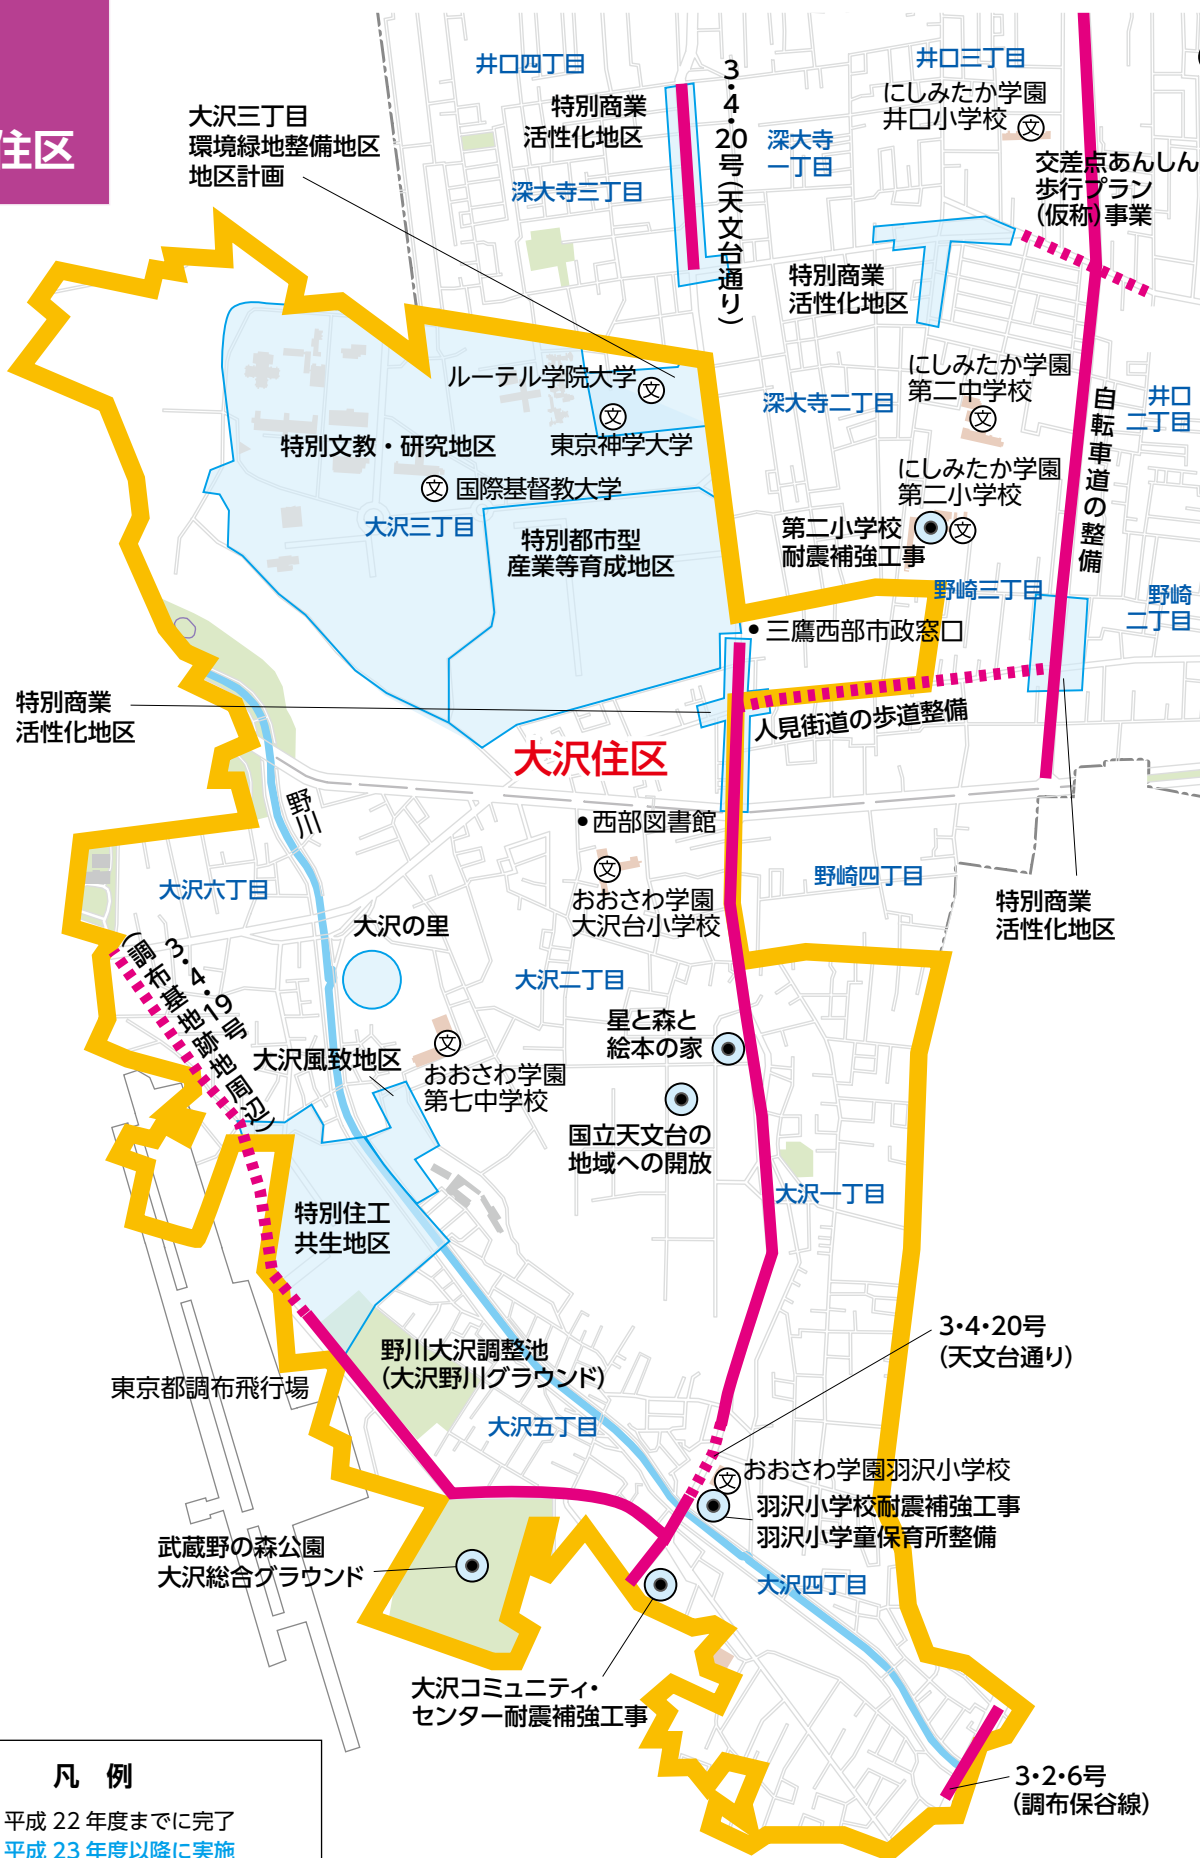 住区
井口四丁目
井口三丁目
大沢三丁目
環境緑地整備地区
地区計画
特別商業
活性化地区
3・4・20号(天文台通り)
にしみたか学園
井口小学校
文
深大寺
一丁目
深大寺三丁目
交差点あんしん
歩行プラン
(仮称)事業
特別商業
活性化地区
ルーテル学院大学
文
文
東京神学大学
特別文教・研究地区
文 国際基督教大学
大沢三丁目
特別都市型
産業等育成地区
深大寺二丁目
にしみたか学園
第二中学校
文
自転車道の整備
井口
二丁目
にしみたか学園
第二小学校
第二小学校
耐震補強工事
文
野崎三丁目
野崎
二丁目
三鷹西部市政窓口
特別商業
活性化地区
人見街道の歩道整備
大沢住区
野川
西部図書館
文
おおさわ学園
大沢台小学校
野崎四丁目
特別商業
活性化地区
大沢六丁目
大沢の里
3・4・19号
(調布基地跡地周辺)
大沢二丁目
星と森と
絵本の家
大沢風致地区
文
おおさわ学園
第七中学校
国立天文台の
地域への開放
大沢一丁目
特別住工
共生地区
3・4・20号
(天文台通り)
野川大沢調整池
(大沢野川グラウンド)
東京都調布飛行場
大沢五丁目
文
おおさわ学園羽沢小学校
羽沢小学校耐震補強工事
羽沢小学童保育所整備
武蔵野の森公園
大沢総合グラウンド
大沢四丁目
大沢コミュニティ・
センター耐震補強工事
3・2・6号
(調布保谷線)
凡 例
平成 22 年度までに完了
平成 23 年度以降に実施